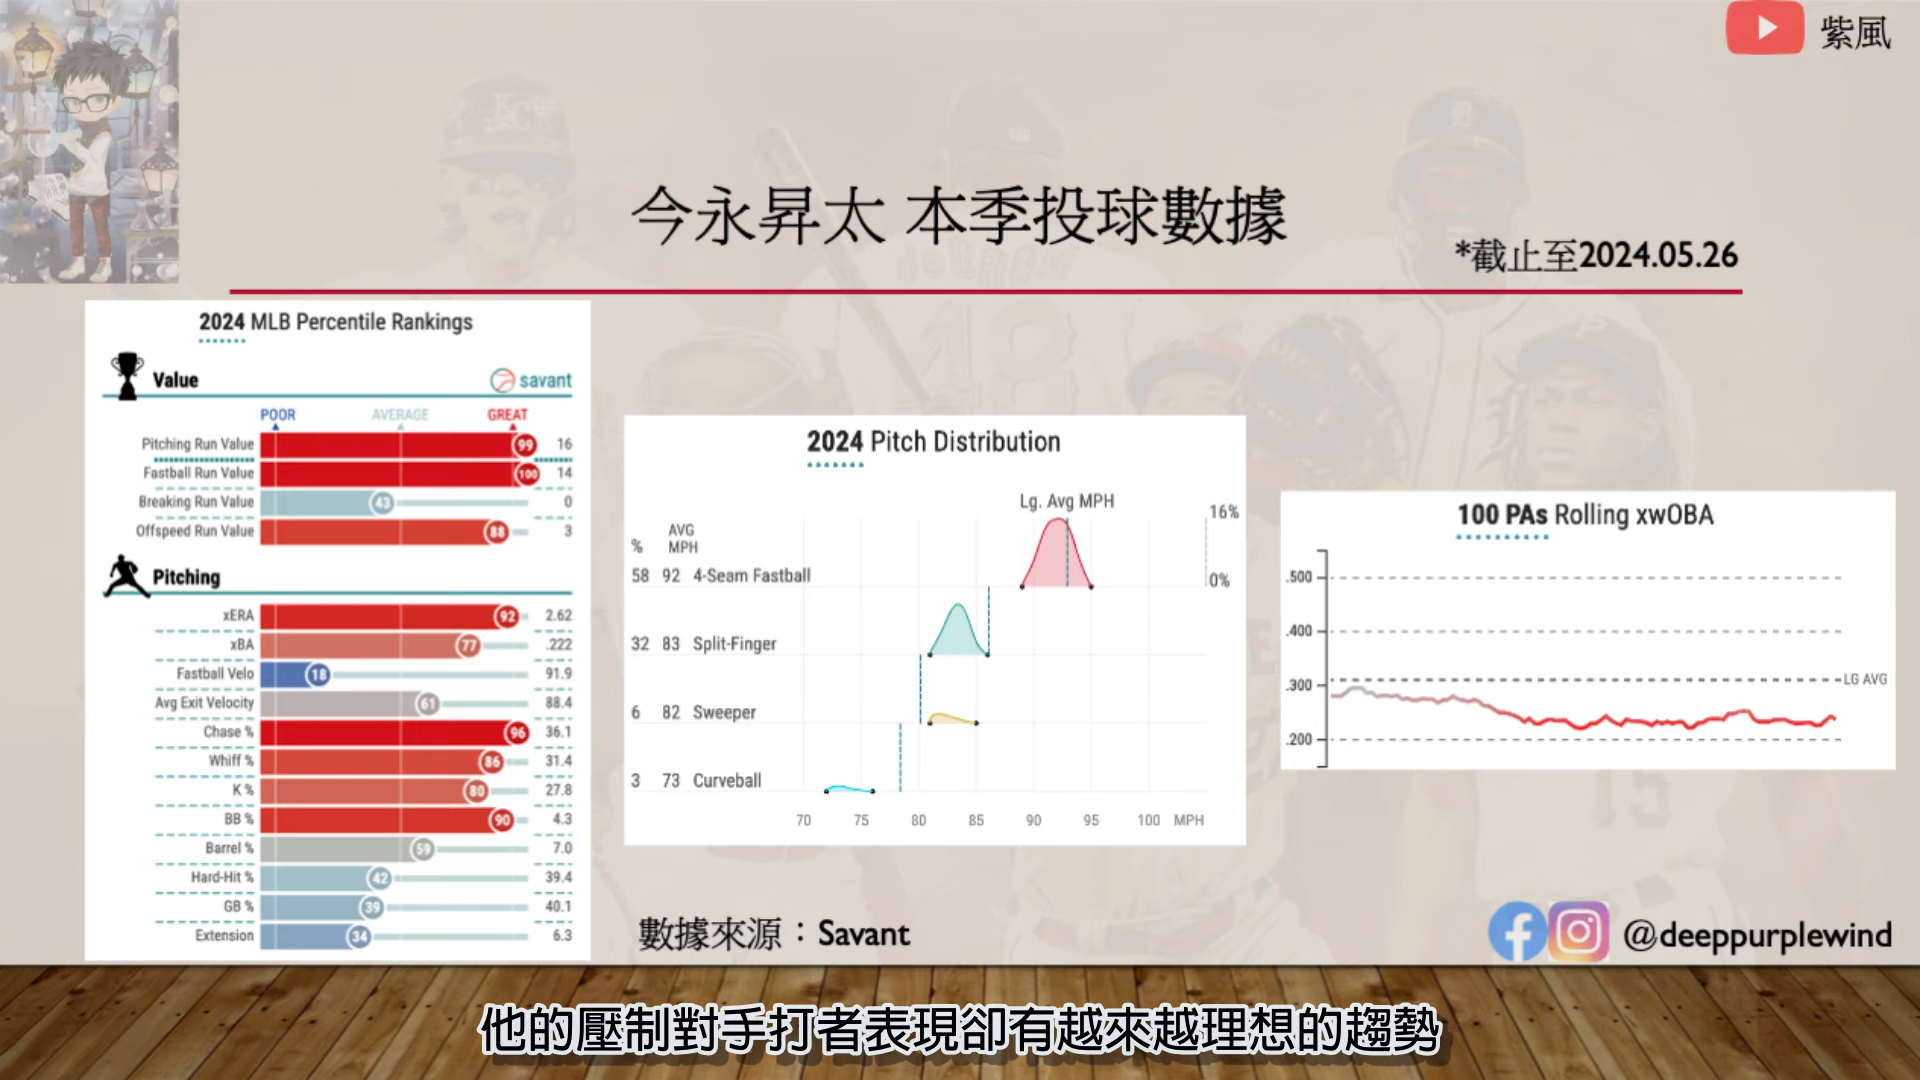 紫風
今永昇太 本季投球數據
*截止至2024.05.26
2024 MLB Percentile Rankings
Value
savant
POOR AVERAGE GREAT
Pitching Run Value 99 16
Fastball Run Value 100 14
Breaking Run Value 43 0
Offspeed Run Value 88 3
Pitching
xERA 92 2.62
xBA 77 .222
Fastball Velo 18 91.9
Avg Exit Velocity 61 88.4
Chase % 96 36.1
Whiff % 86 31.4
K % 80 27.8
BB % 90 4.3
Barrel % 59 7.0
Hard-Hit % 42 39.4
GB % 39 40.1
Extension 34 6.3
2024 Pitch Distribution
Lg. Avg MPH
16%
0%
% AVG MPH
58 92 4-Seam Fastball
32 83 Split-Finger
6 82 Sweeper
3 73 Curveball
70 75 80 85 90 95 100 MPH
100 PAs Rolling xwOBA
.500
.400
.300
LG AVG
.200
數據來源：Savant
@deeppurplewind
他的壓制對手打者表現卻有越來越理想的趨勢